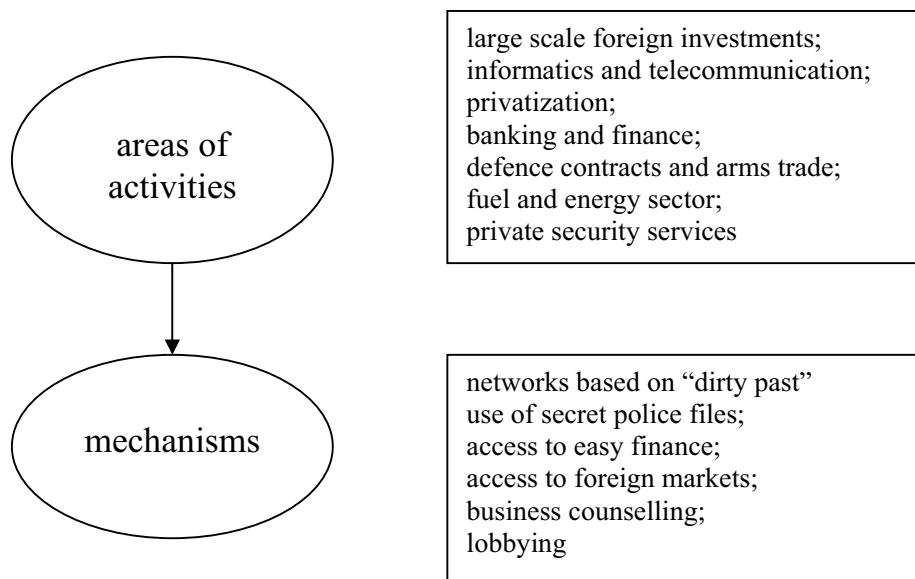 areas of
activities
large scale foreign investments;
informatics and telecommunication;
privatization;
banking and finance;
defence contracts and arms trade;
fuel and energy sector;
private security services
mechanisms
networks based on “dirty past”
use of secret police files;
access to easy finance;
access to foreign markets;
business counselling;
lobbying